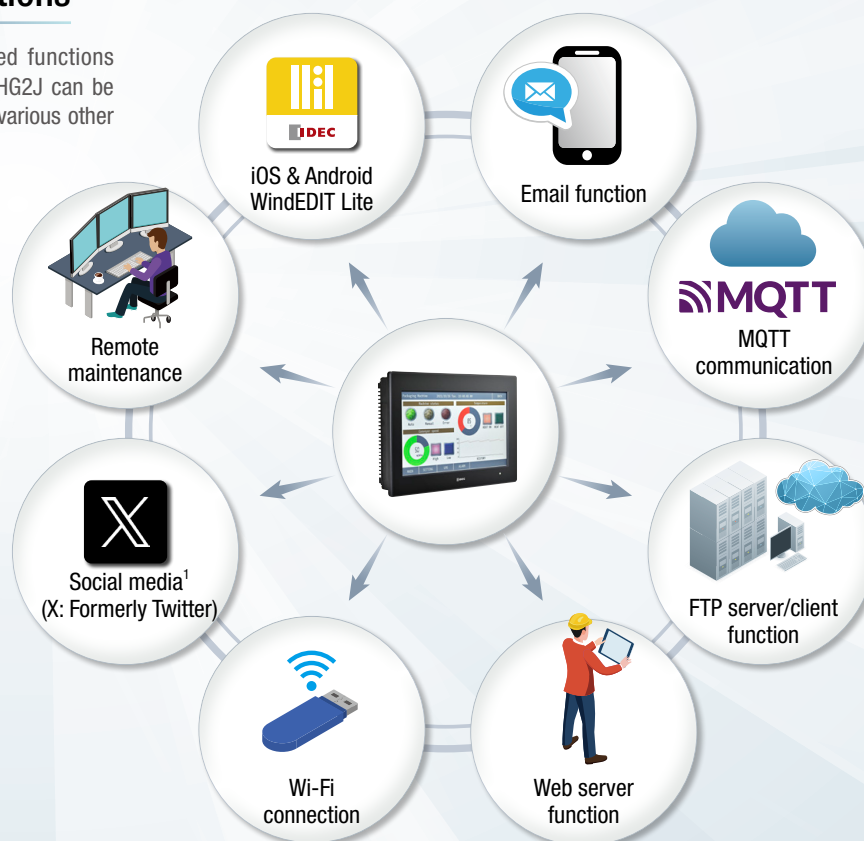 tions
ed functions
HG2J can be
various other
IDEC
iOS & Android
WindEDIT Lite
Email function
MQTT
MQTT
communication
Remote
maintenance
Social media¹
(X: Formerly Twitter)
FTP server/client
function
Wi-Fi
connection
Web server
function